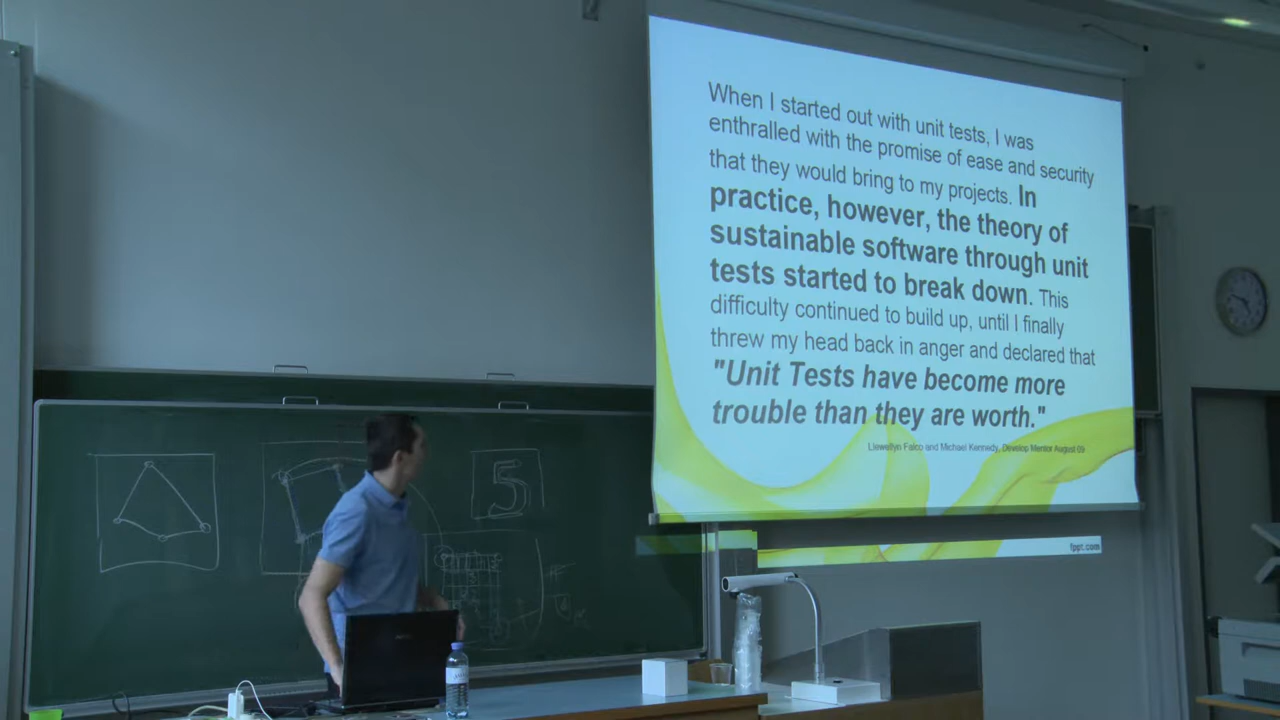 When I started out with unit tests, I was
enthralled with the promise of ease and security
that they would bring to my projects. In
practice, however, the theory of
sustainable software through unit
tests started to break down. This
difficulty continued to build up, until I finally
threw my head back in anger and declared that
"Unit Tests have become more
trouble than they are worth."
Llewellyn Falco and Michael Kennedy, Develop Mentor August 09
fppt.com
5